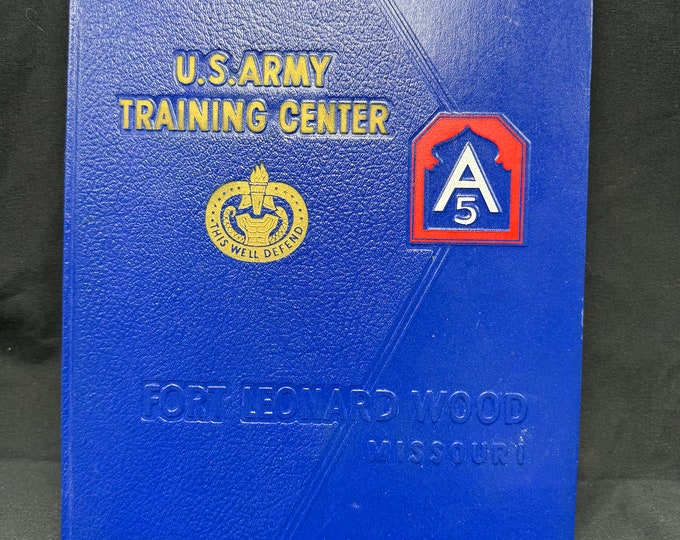 U.S. ARMY
TRAINING CENTER
A
5
THIS WE'LL DEFEND
FORT LEONARD WOOD
MISSOURI